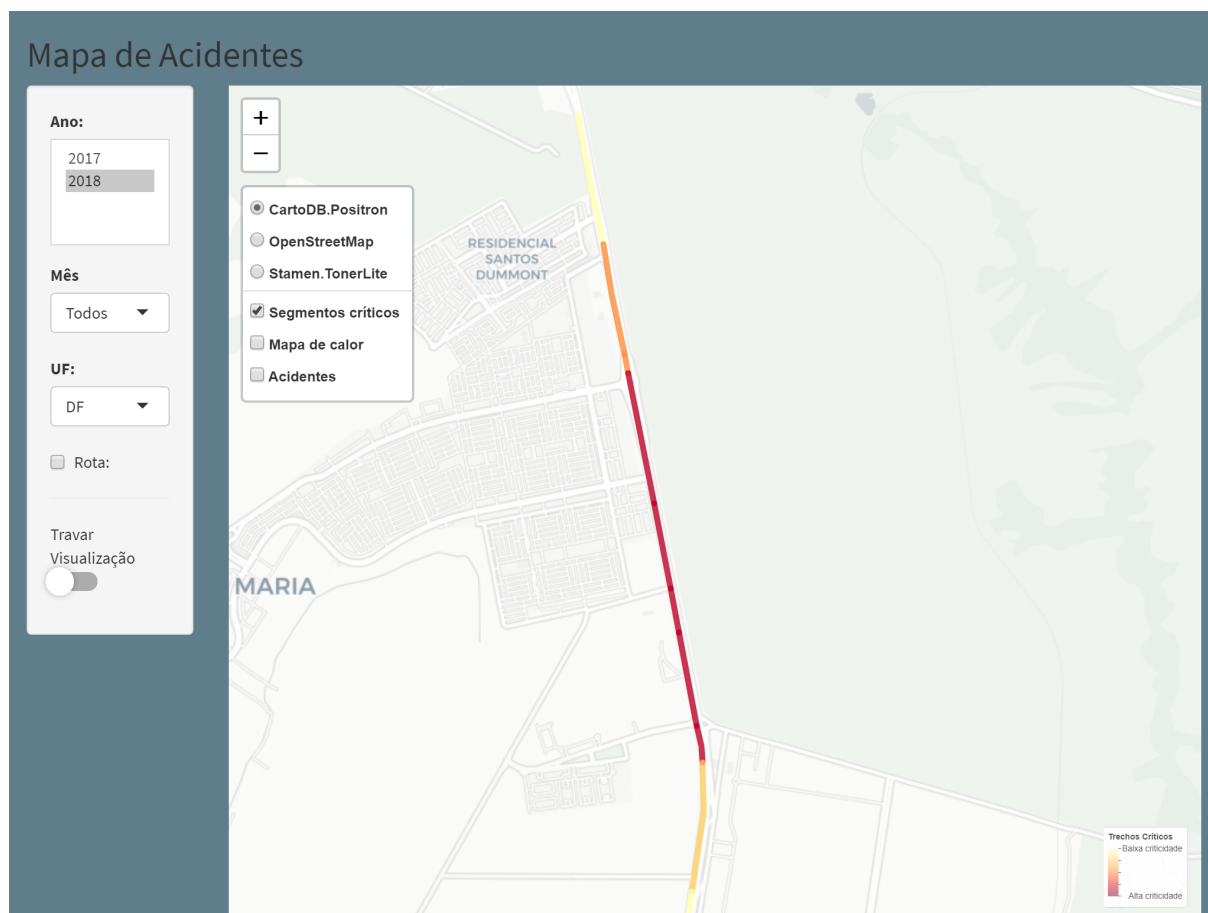 Mapa de Acidentes
Ano:
2017
2018
Mês
Todos
UF:
DF
Rota:
Travar
Visualização
+
−
CartoDB.Positron
OpenStreetMap
Stamen.TonerLite
Segmentos críticos
Mapa de calor
Acidentes
RESIDENCIAL
SANTOS
DUMMONT
MARIA
Trechos Críticos
Baixa criticidade
Alta criticidade